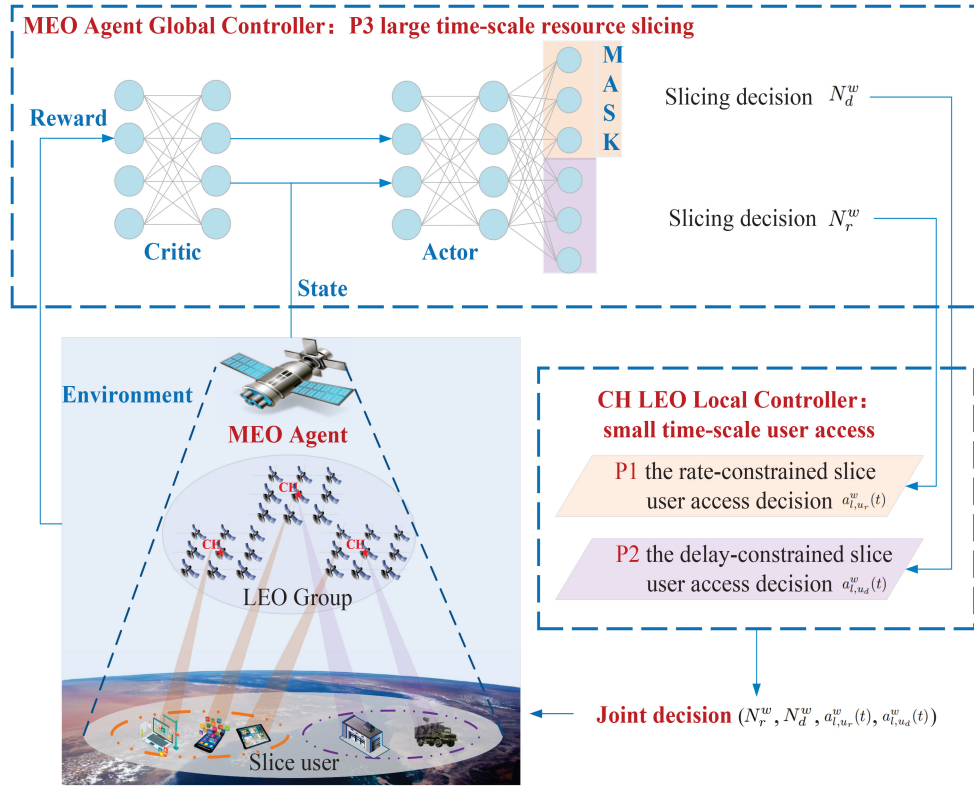 MEO Agent Global Controller: P3 large time-scale resource slicing
M
A
S
K
Reward
Slicing decision N_d^w
Slicing decision N_r^w
Critic
Actor
State
Environment
MEO Agent
CH
CH
CH
LEO Group
Slice user
CH LEO Local Controller:
small time-scale user access
P1 the rate-constrained slice
user access decision a_{l,u_r}^w(t)
P2 the delay-constrained slice
user access decision a_{l,u_d}^w(t)
Joint decision (N_r^w, N_d^w, a_{l,u_r}^w(t), a_{l,u_d}^w(t))